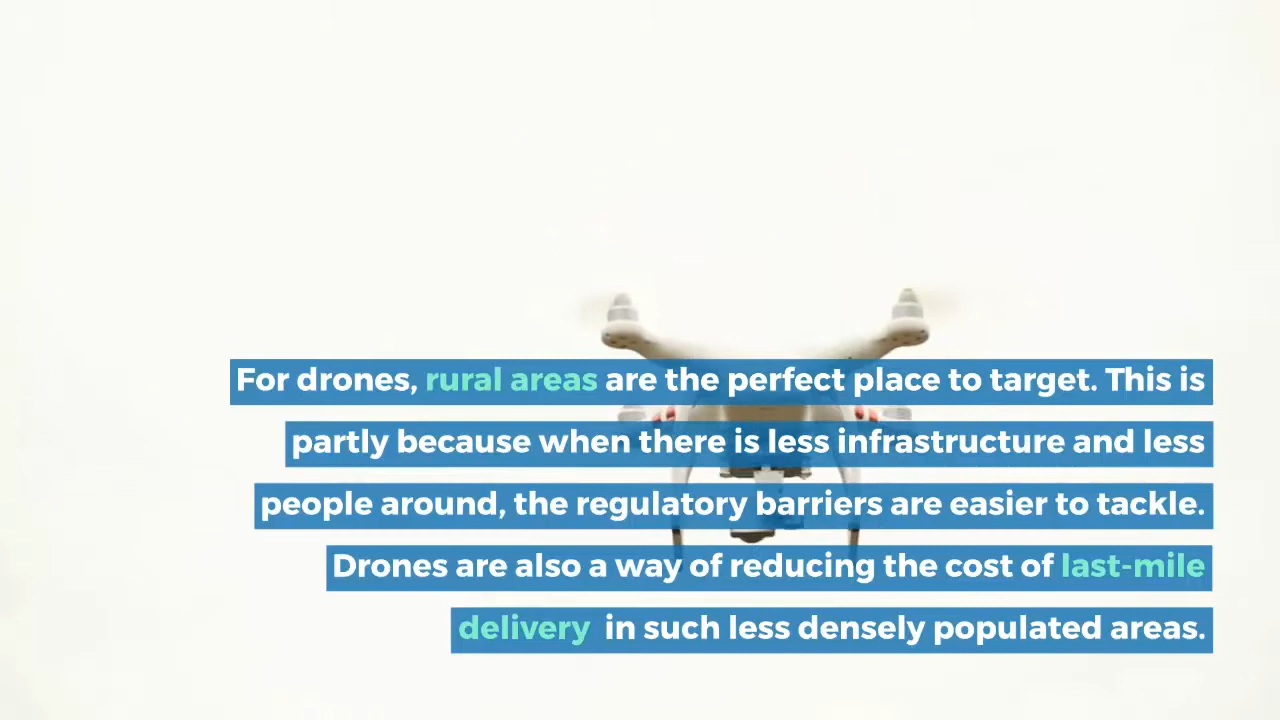 For drones, rural areas are the perfect place to target. This is
partly because when there is less infrastructure and less
people around, the regulatory barriers are easier to tackle.
Drones are also a way of reducing the cost of last-mile
delivery in such less densely populated areas.